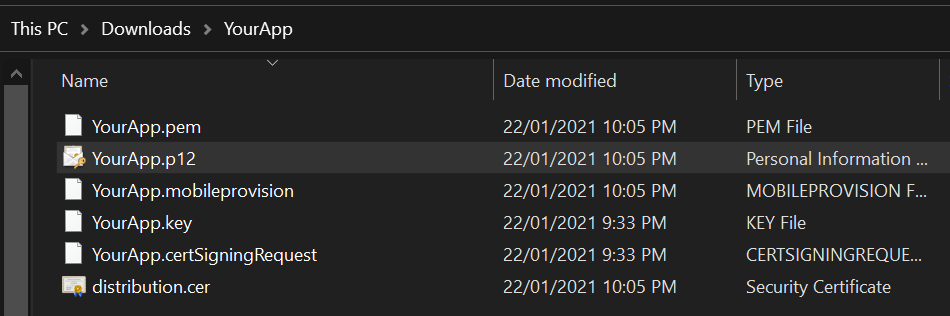 This PC > Downloads > YourApp
Name Date modified Type
YourApp.pem 22/01/2021 10:05 PM PEM File
YourApp.p12 22/01/2021 10:05 PM Personal Information ...
YourApp.mobileprovision 22/01/2021 10:05 PM MOBILEPROVISION F...
YourApp.key 22/01/2021 9:33 PM KEY File
YourApp.certSigningRequest 22/01/2021 9:33 PM CERTSIGNINGREQUE...
distribution.cer 22/01/2021 10:05 PM Security Certificate